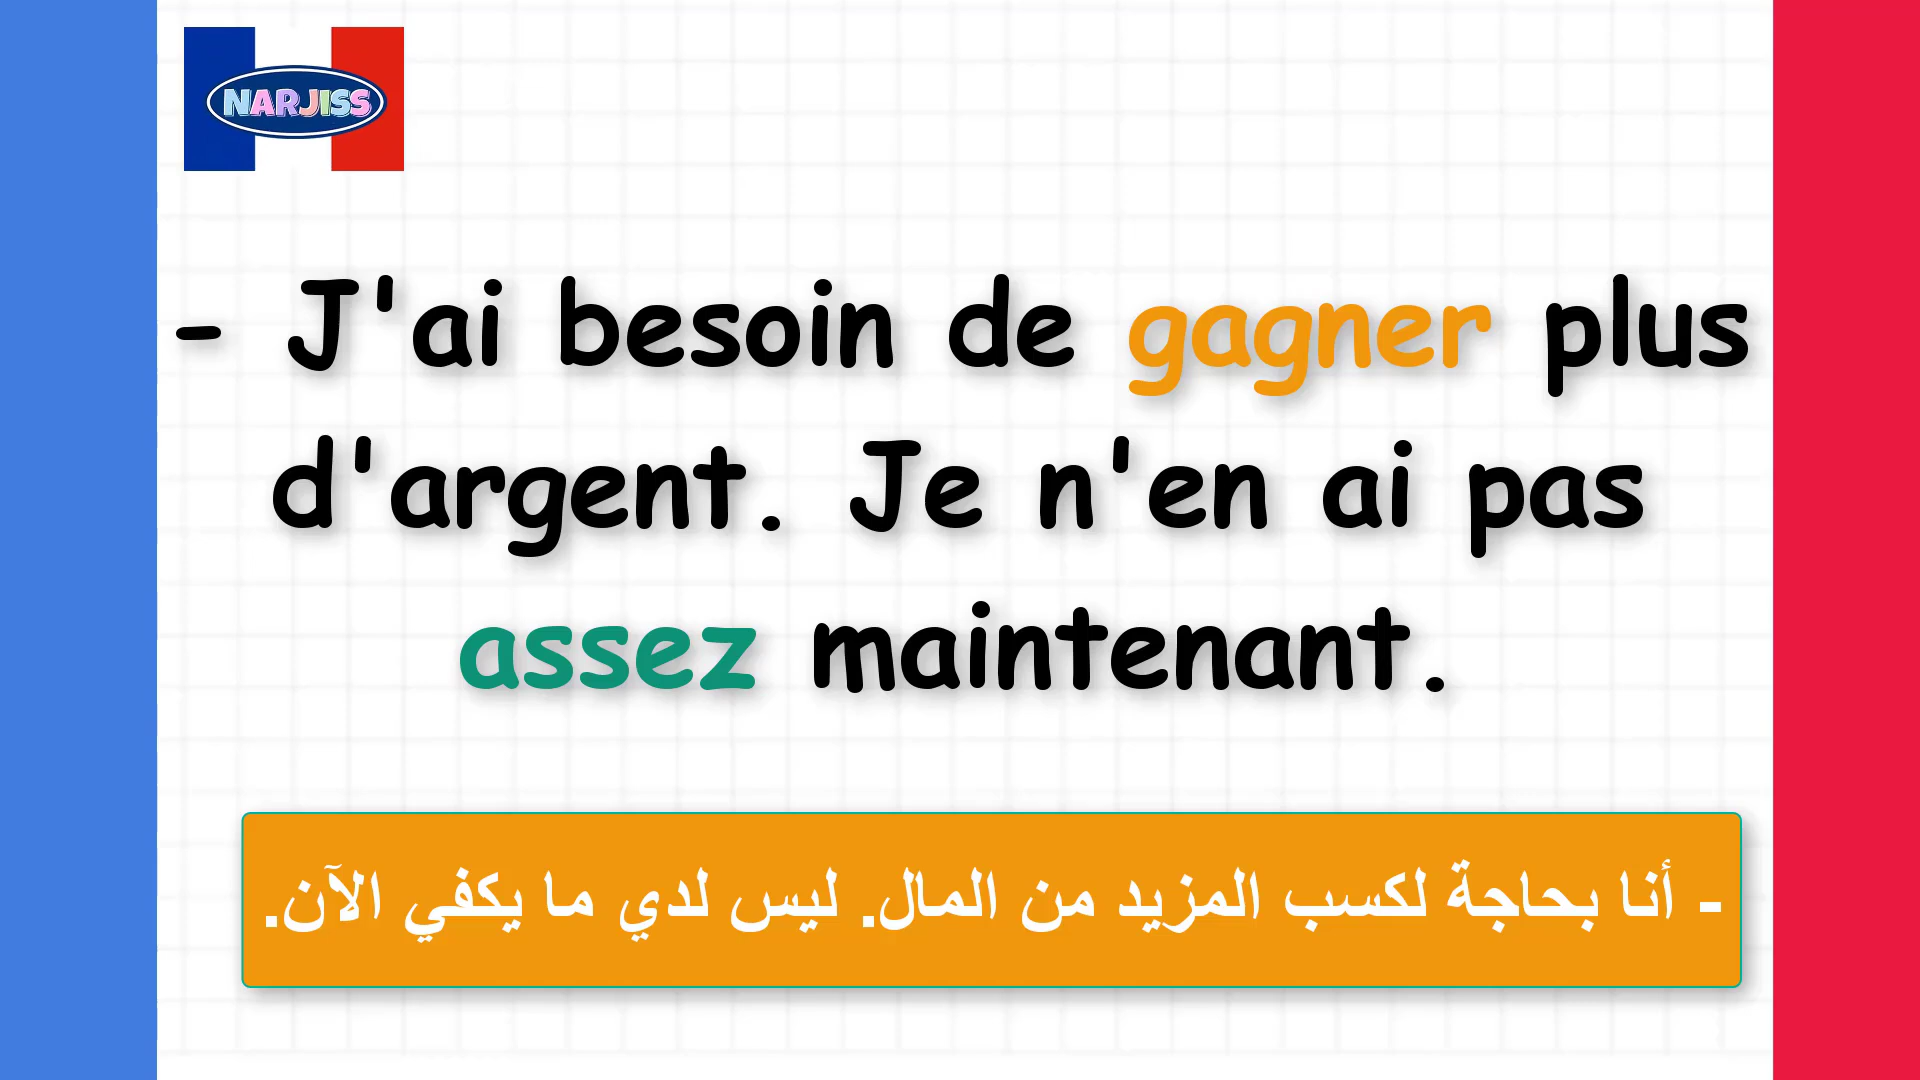 NARJISS
- J'ai besoin de gagner plus
d'argent. Je n'en ai pas
assez maintenant.
- أنا بحاجة لكسب المزيد من المال. ليس لدي ما يكفي الآن.